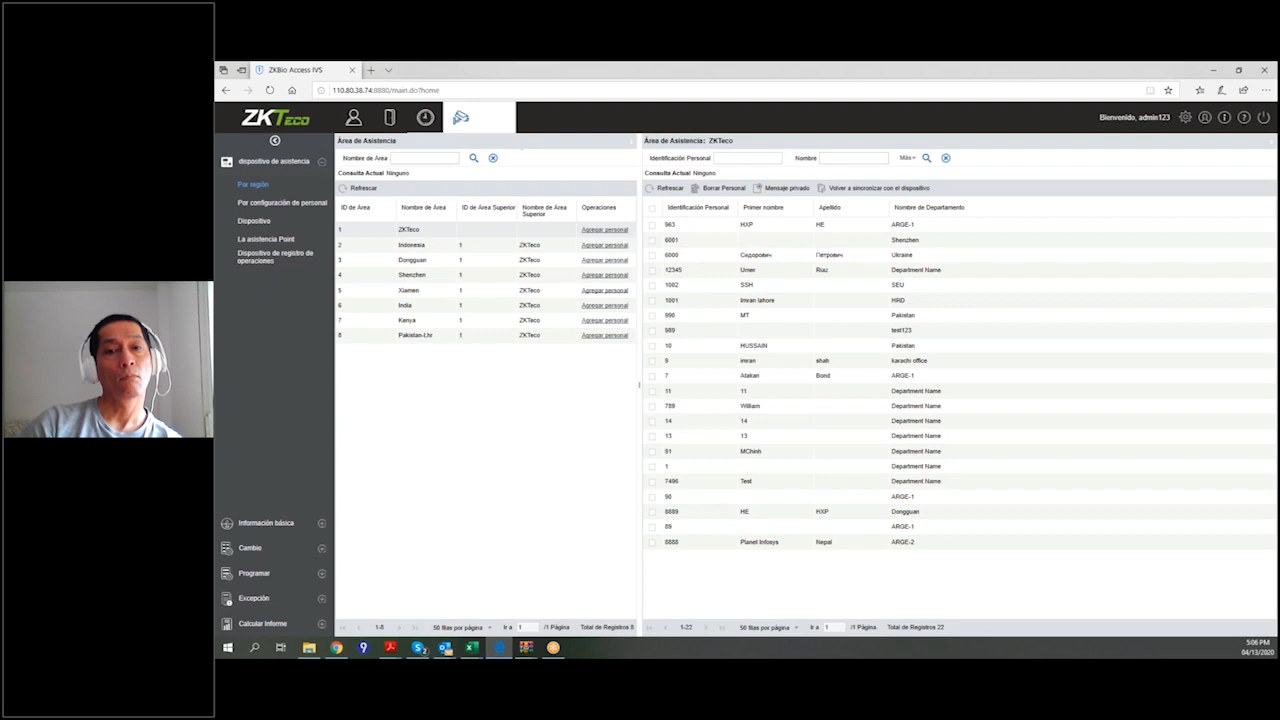 ZKBio Access IVS
110.80.38.74:8880/main.do?home
ZKTeco
Bienvenido, admin123
dispositivo de asistencia
Por región
Por configuración de personal
Dispositivo
La asistencia Point
Dispositivo de registro de
operaciones
Información básica
Cambio
Programar
Excepción
Calcular Informe
Área de Asistencia
Nombre de Área
Consulta Actual Ninguno
Refrescar
ID de Área Nombre de Área ID de Área Superior Nombre de Área Superior Operaciones
1 ZKTeco Agregar personal
2 Indonesia 1 ZKTeco Agregar personal
3 Dongguan 1 ZKTeco Agregar personal
4 Shenzhen 1 ZKTeco Agregar personal
5 Xiamen 1 ZKTeco Agregar personal
6 India 1 ZKTeco Agregar personal
7 Kenya 1 ZKTeco Agregar personal
8 Pakistan-Lhr 1 ZKTeco Agregar personal
1-8 50 filas por página Ir a 1 /1 Página Total de Registros 8
Área de Asistencia: ZKTeco
Identificación Personal Nombre Más
Consulta Actual Ninguno
Refrescar Borrar Personal Mensaje privado Volver a sincronizar con el dispositivo
Identificación Personal Primer nombre Apellido Nombre de Departamento
963 HXP HE ARGE-1
6081 Shenzhen
6000 Сидорович Петрович Ukraine
12345 Umer Riaz Department Name
1002 SSH SEU
1001 Imran lahore HRD
990 MT Pakistan
989 test123
10 HUSSAIN Pakistan
9 imran shah karachi office
7 Atakan Bond ARGE-1
11 11 Department Name
789 William Department Name
14 14 Department Name
13 13 Department Name
91 MChinh Department Name
1 Department Name
7496 Test Department Name
90 ARGE-1
8889 HE HXP Dongguan
89 ARGE-1
8888 Planet Infosys Nepal ARGE-2
1-22 50 filas por página Ir a 1 /1 Página Total de Registros 22
5:06 PM
04/13/2020